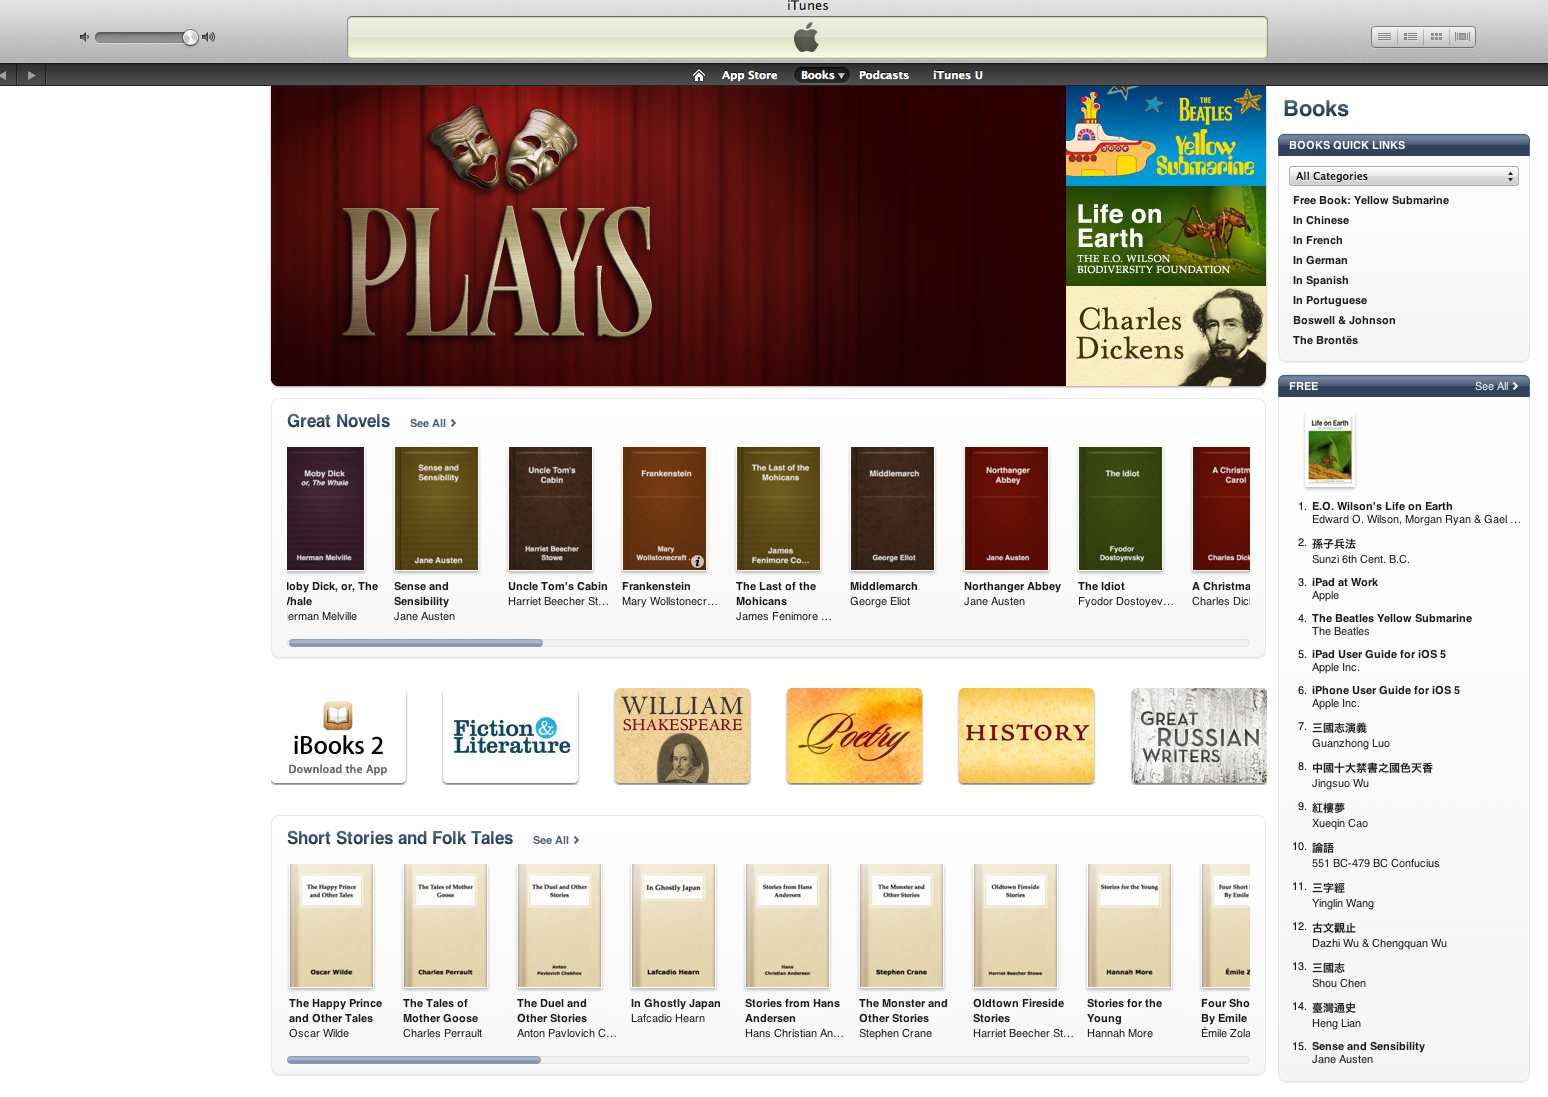 iTunes
App Store
Books
Podcasts
iTunes U
PLAYS
THE
BEATLES
Yellow
Submarine
Life on
Earth
THE E.O. WILSON
BIODIVERSITY FOUNDATION
Charles
Dickens
Books
BOOKS QUICK LINKS
All Categories
Free Book: Yellow Submarine
In Chinese
In French
In German
In Spanish
In Portuguese
Boswell & Johnson
The Brontës
FREE
See All
Life on Earth
1. E.O. Wilson's Life on Earth
Edward O. Wilson, Morgan Ryan & Gael ...
2. 孫子兵法
Sunzi 6th Cent. B.C.
3. iPad at Work
Apple
4. The Beatles Yellow Submarine
The Beatles
5. iPad User Guide for iOS 5
Apple Inc.
6. iPhone User Guide for iOS 5
Apple Inc.
7. 三國志演義
Guanzhong Luo
8. 中國十大禁書之國色天香
Jingsuo Wu
9. 紅樓夢
Xueqin Cao
10. 論語
551 BC-479 BC Confucius
11. 三字經
Yinglin Wang
12. 古文觀止
Dazhi Wu & Chengquan Wu
13. 三國志
Shou Chen
14. 臺灣通史
Heng Lian
15. Sense and Sensibility
Jane Austen
Great Novels
See All
Moby Dick
or, The Whale
Herman Melville
Sense and
Sensibility
Jane Austen
Uncle Tom's
Cabin
Harriet Beecher
Stowe
Frankenstein
Mary
Wollstonecraft ...
The Last of the
Mohicans
James
Fenimore Co...
Middlemarch
George Eliot
Northanger
Abbey
Jane Austen
The Idiot
Fyodor
Dostoyevsky
A Christm
Carol
Charles Dick
loby Dick, or, The
Vhale
erman Melville
Sense and
Sensibility
Jane Austen
Uncle Tom's Cabin
Harriet Beecher St...
Frankenstein
Mary Wollstonecr...
The Last of the
Mohicans
James Fenimore ...
Middlemarch
George Eliot
Northanger Abbey
Jane Austen
The Idiot
Fyodor Dostoyev...
A Christma
Charles Dick
iBooks 2
Download the App
Fiction &
Literature
WILLIAM
SHAKESPEARE
Poetry
HISTORY
GREAT
RUSSIAN
WRITERS
Short Stories and Folk Tales
See All
The Happy Prince
and Other Tales
Oscar Wilde
The Tales of Mother
Goose
Charles Perrault
The Duel and Other
Stories
Anton
Pavlovich Chekhov
In Ghostly Japan
Lafcadio Hearn
Stories from Hans
Andersen
Hans
Christian Andersen
The Monster and
Other Stories
Stephen Crane
Oldtown Fireside
Stories
Harriet Beecher Stowe
Stories for the Young
Hannah More
Four Short
By Emile
Émile Z
The Happy Prince
and Other Tales
Oscar Wilde
The Tales of
Mother Goose
Charles Perrault
The Duel and
Other Stories
Anton Pavlovich C...
In Ghostly Japan
Lafcadio Hearn
Stories from Hans
Andersen
Hans Christian An...
The Monster and
Other Stories
Stephen Crane
Oldtown Fireside
Stories
Harriet Beecher St...
Stories for the
Young
Hannah More
Four Sho
By Emile
Émile Zola